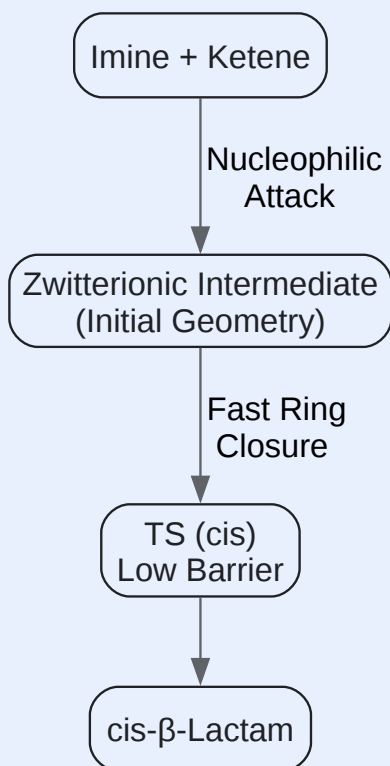 Imine + Ketene
Nucleophilic
Attack
Zwitterionic Intermediate
(Initial Geometry)
Fast Ring
Closure
TS (cis)
Low Barrier
cis-β-Lactam